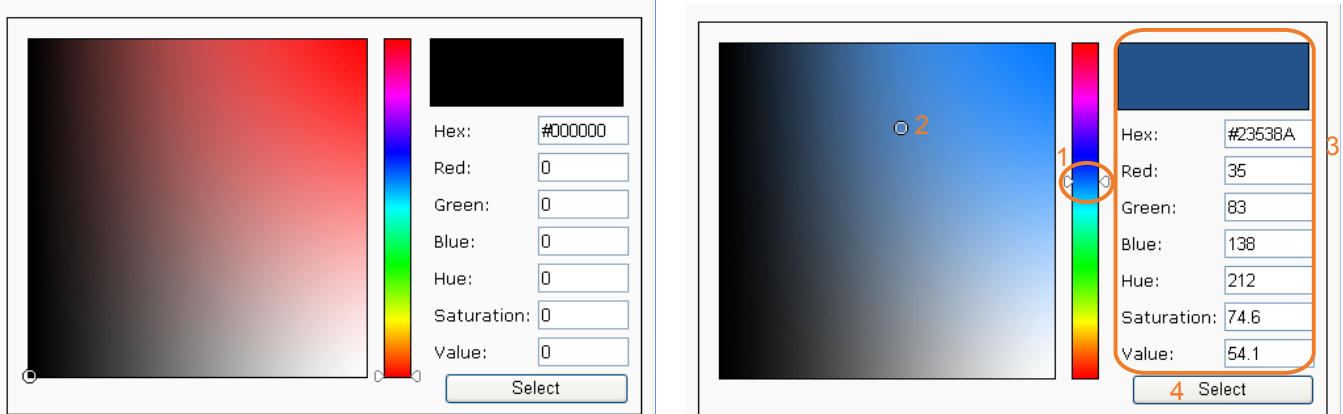 Hex: #000000
Red: 0
Green: 0
Blue: 0
Hue: 0
Saturation: 0
Value: 0
Select
2
1
3
Hex: #23538A
Red: 35
Green: 83
Blue: 138
Hue: 212
Saturation: 74.6
Value: 54.1
4 Select